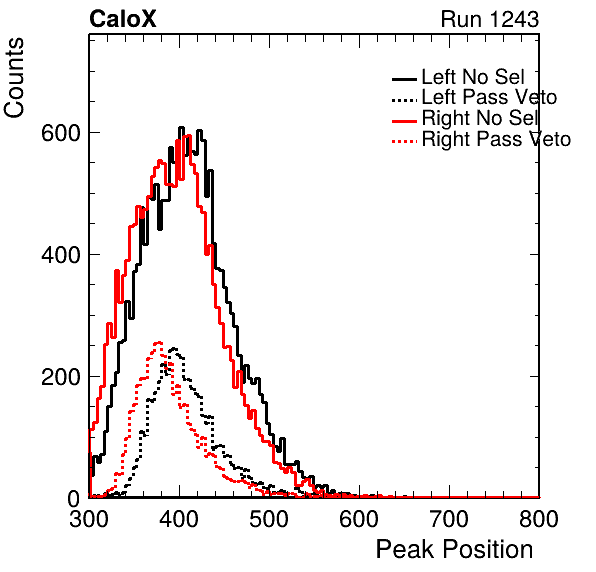 CaloX Run 1243
Counts
Left No Sel
Left Pass Veto
Right No Sel
Right Pass Veto
600
400
200
0
300 400 500 600 700 800
Peak Position